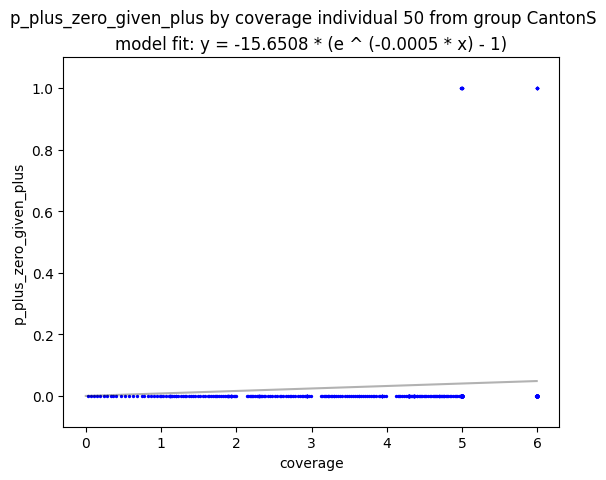 p_plus_zero_given_plus by coverage individual 50 from group CantonS
model fit: y = -15.6508 * (e ^ (-0.0005 * x) - 1)
1.0
0.8
0.6
0.4
0.2
0.0
p_plus_zero_given_plus
0 1 2 3 4 5 6
coverage